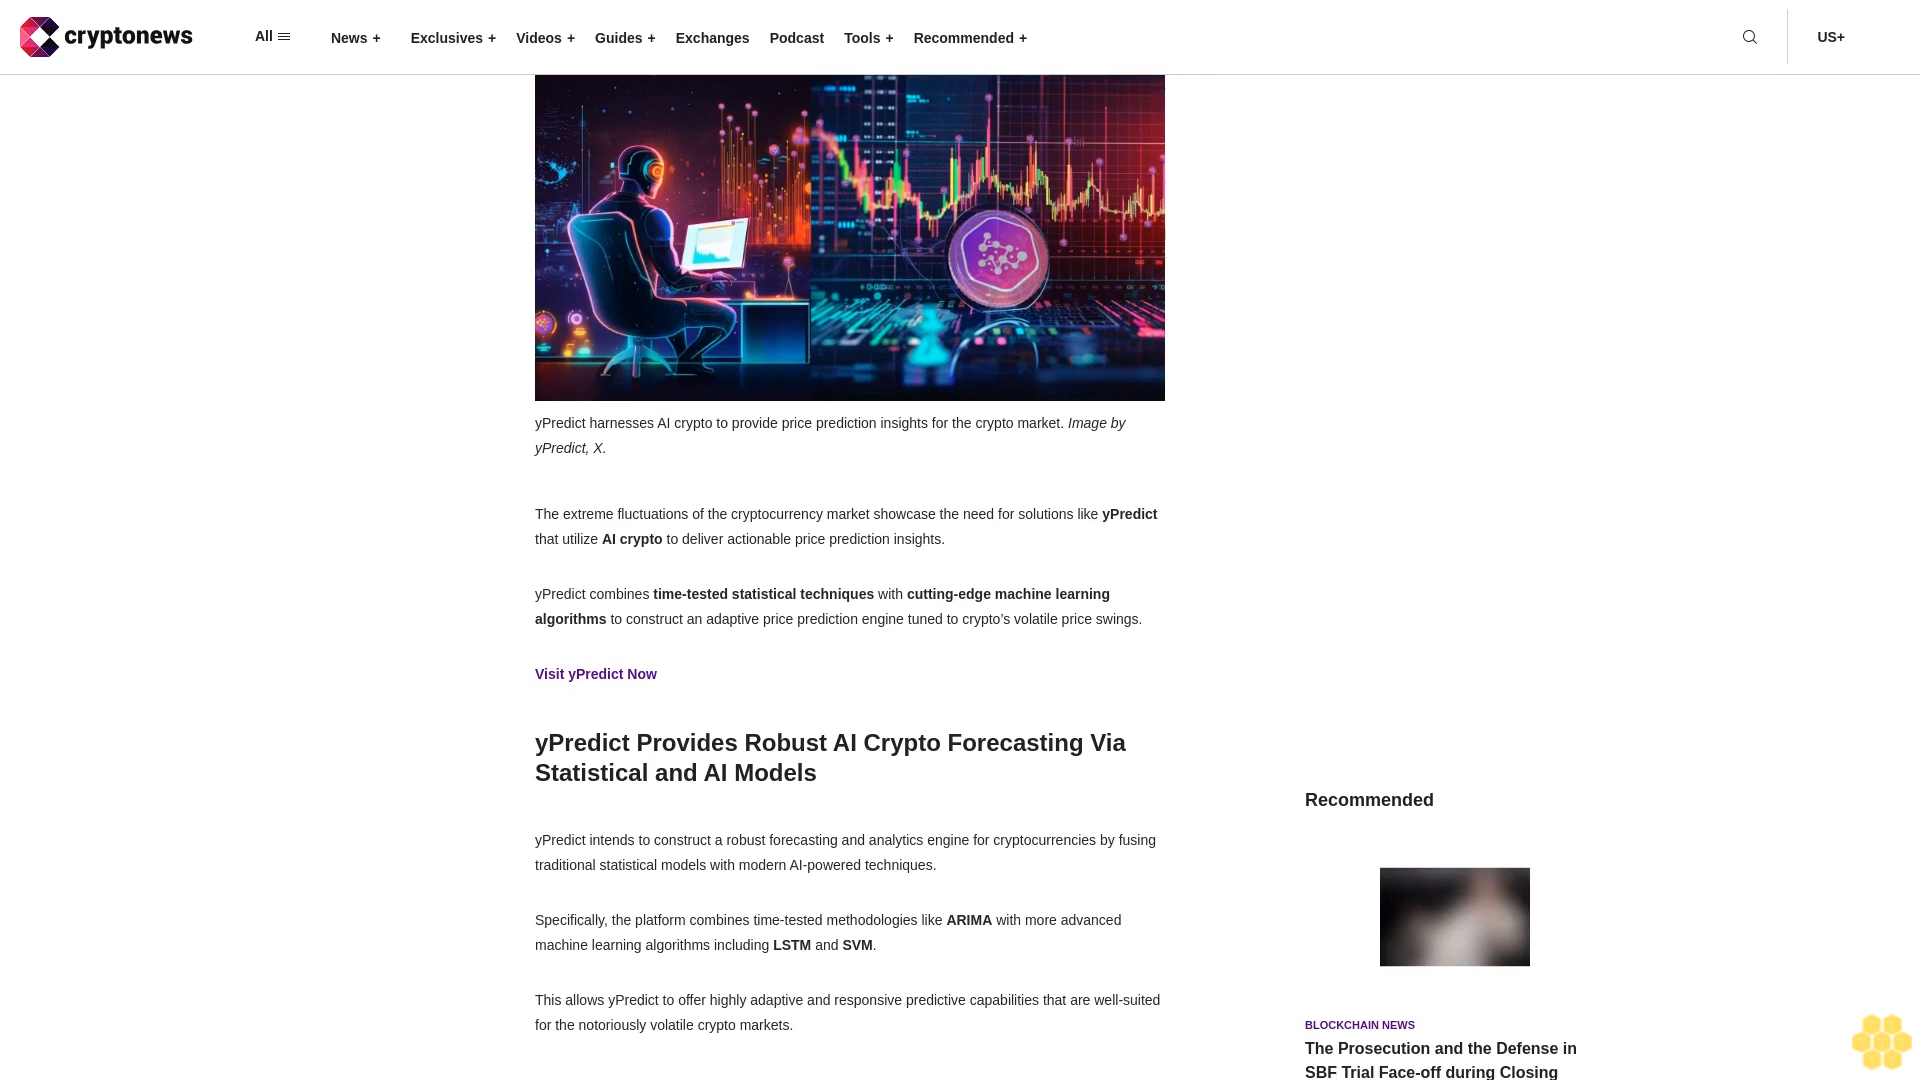 cryptonews
All
News +
Exclusives +
Videos +
Guides +
Exchanges
Podcast
Tools +
Recommended +
US+
yPredict harnesses AI crypto to provide price prediction insights for the crypto market. Image by
yPredict, X.
The extreme fluctuations of the cryptocurrency market showcase the need for solutions like yPredict
that utilize AI crypto to deliver actionable price prediction insights.
yPredict combines time-tested statistical techniques with cutting-edge machine learning
algorithms to construct an adaptive price prediction engine tuned to crypto’s volatile price swings.
Visit yPredict Now
yPredict Provides Robust AI Crypto Forecasting Via
Statistical and AI Models
yPredict intends to construct a robust forecasting and analytics engine for cryptocurrencies by fusing
traditional statistical models with modern AI-powered techniques.
Specifically, the platform combines time-tested methodologies like ARIMA with more advanced
machine learning algorithms including LSTM and SVM.
This allows yPredict to offer highly adaptive and responsive predictive capabilities that are well-suited
for the notoriously volatile crypto markets.
Recommended
BLOCKCHAIN NEWS
The Prosecution and the Defense in
SBF Trial Face-off during Closing